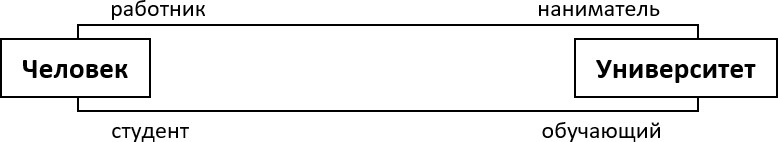 работник наниматель
Человек Университет
студент обучающий